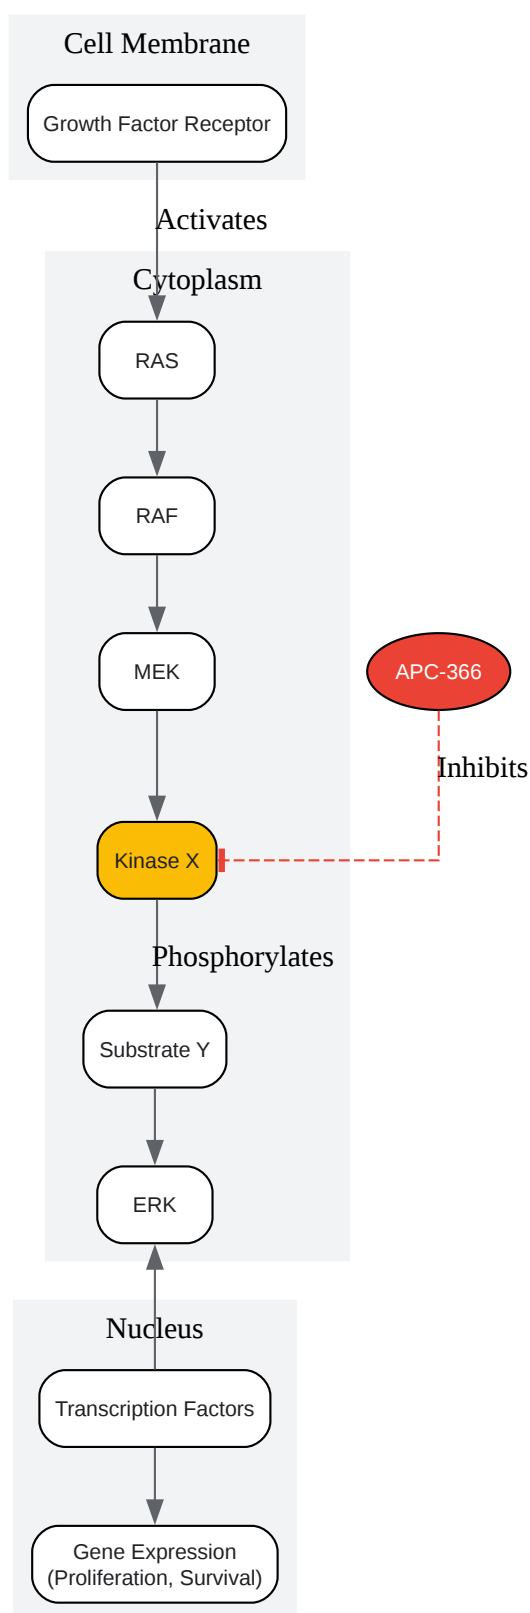 Cell Membrane
Growth Factor Receptor
Activates
Cytoplasm
RAS
RAF
MEK
APC-366
Inhibits
Kinase X
Phosphorylates
Substrate Y
ERK
Nucleus
Transcription Factors
Gene Expression
(Proliferation, Survival)